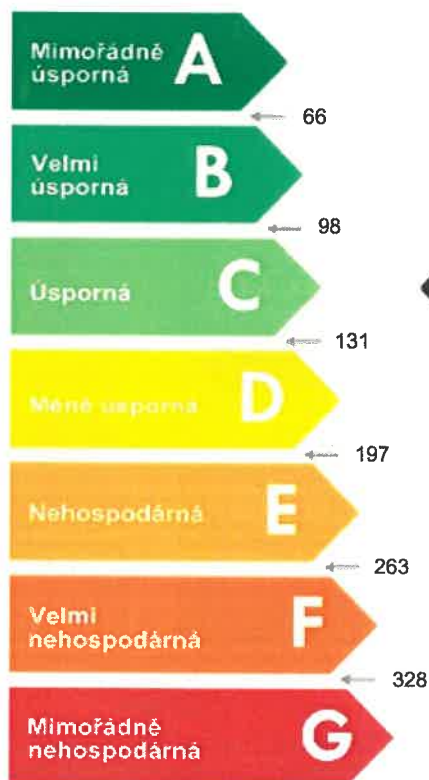 Mimořádně
úsporná A
66
Velmi
úsporná B
98
Úsporná C
131
Méně úsporná D
197
Nehospodárná E
263
Velmi
nehospodárná F
328
Mimořádně
nehospodárná G